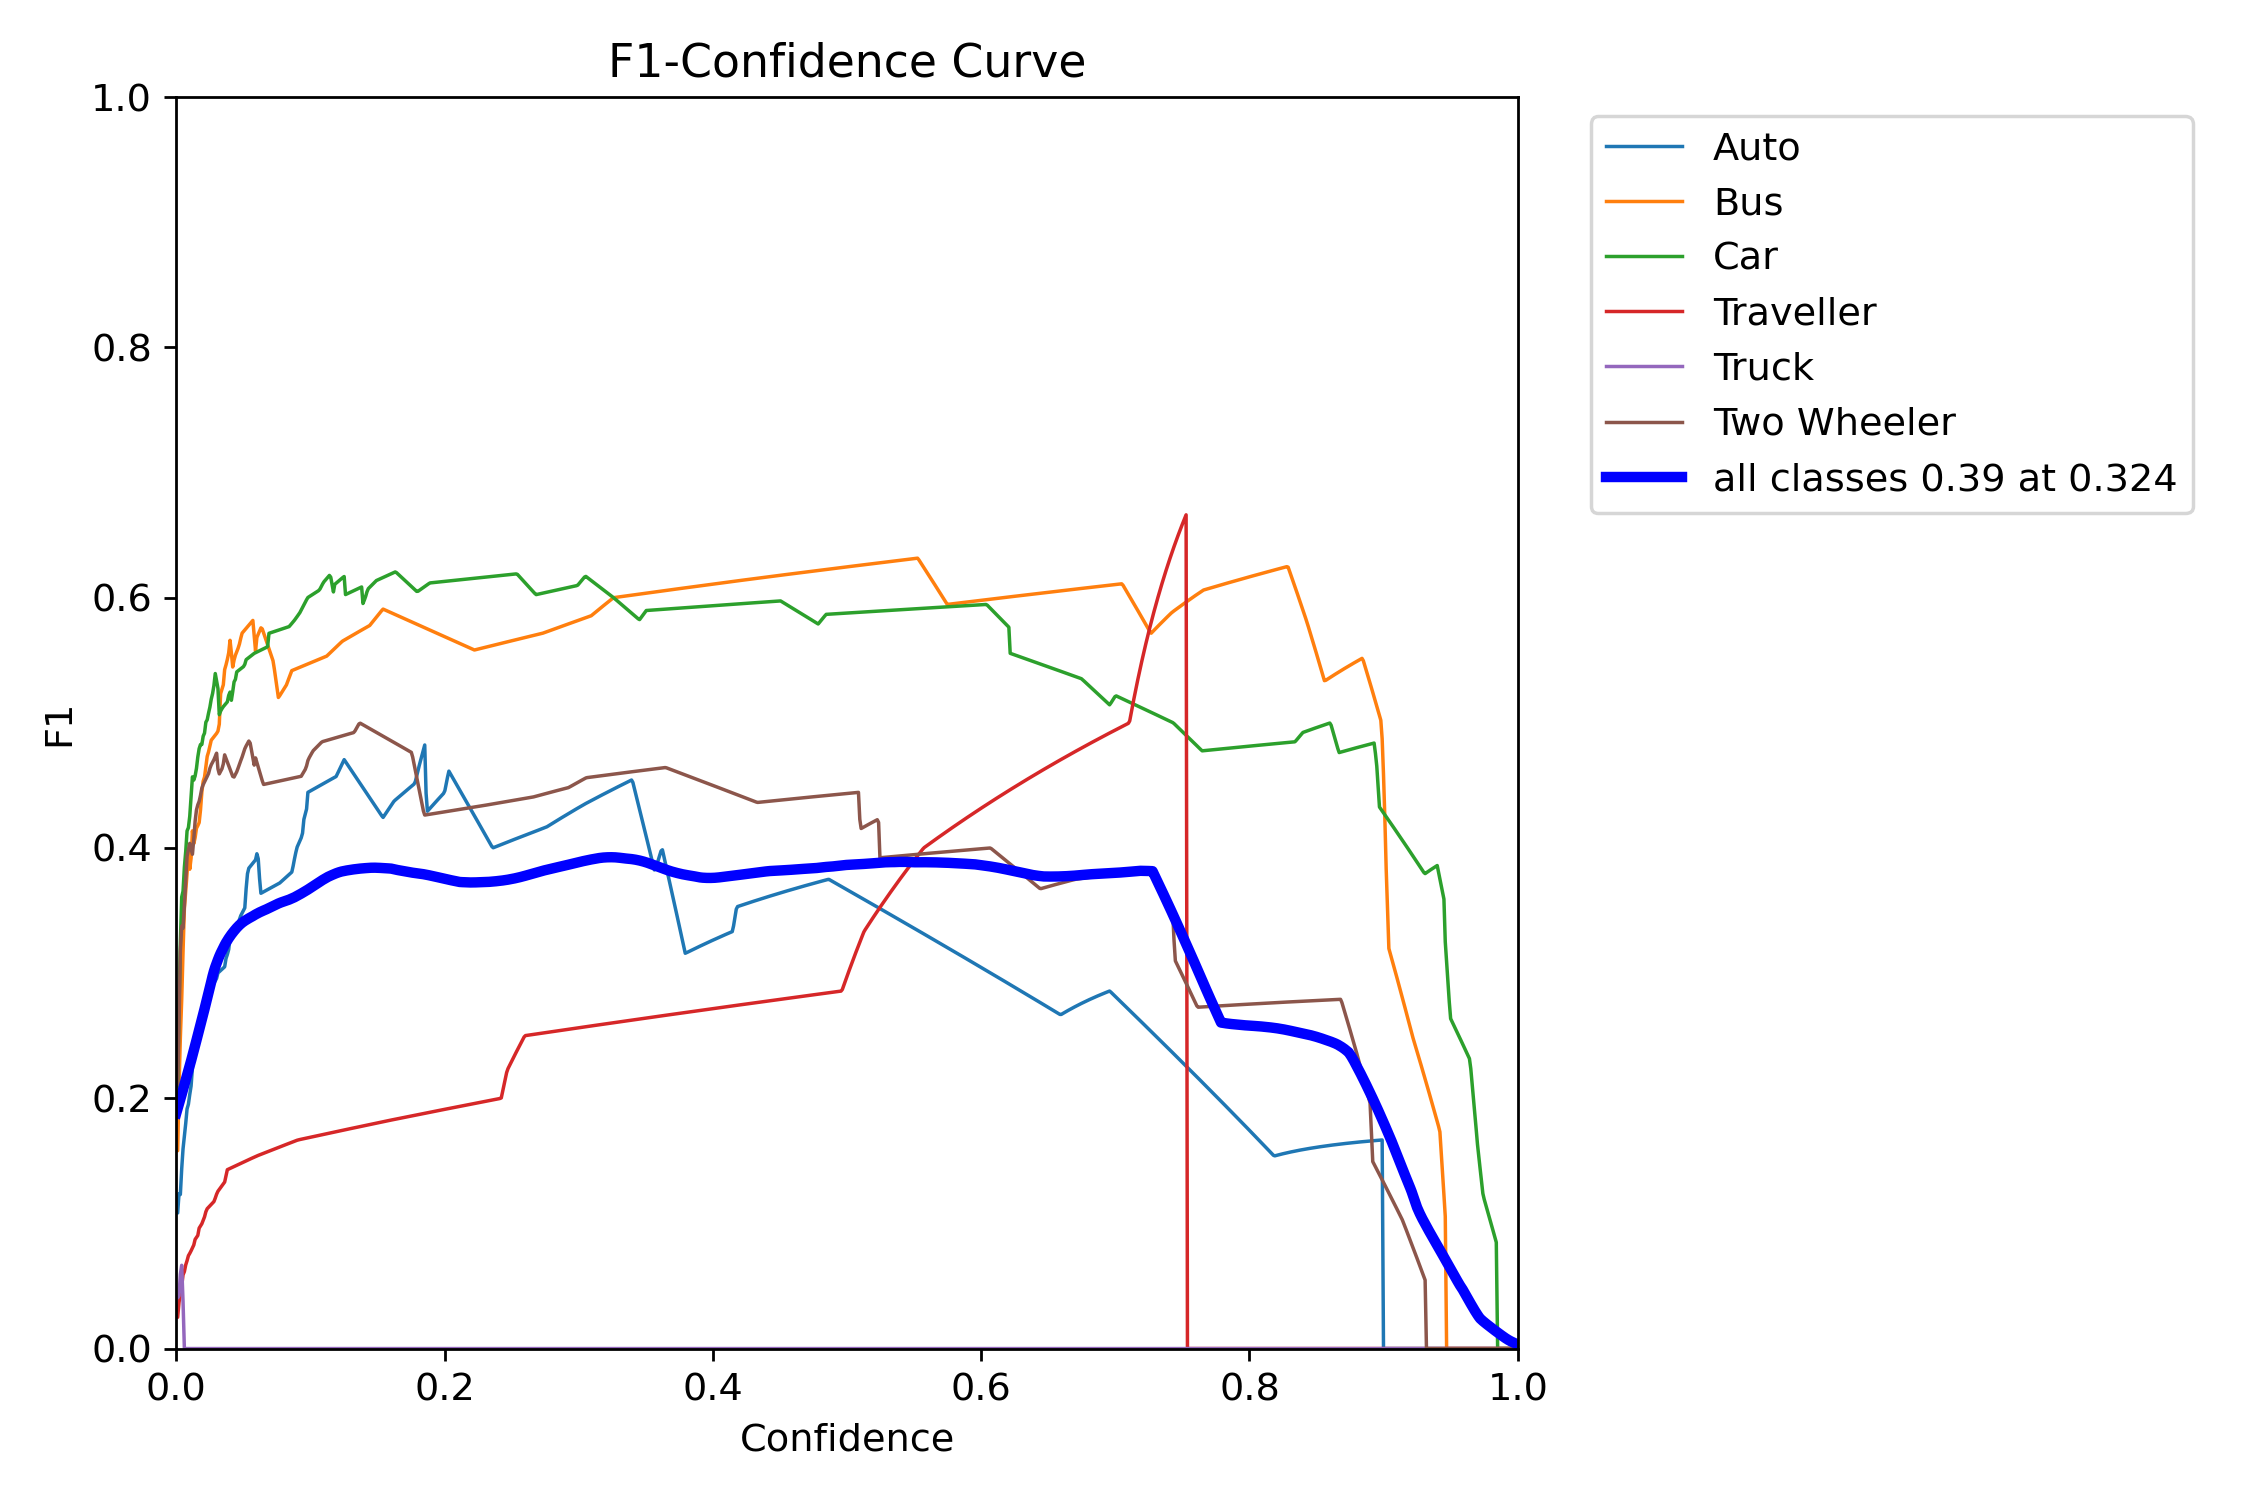 F1-Confidence Curve
1.0
0.8
0.6
0.4
0.2
0.0
F1
0.0 0.2 0.4 0.6 0.8 1.0
Confidence
Auto
Bus
Car
Traveller
Truck
Two Wheeler
all classes 0.39 at 0.324